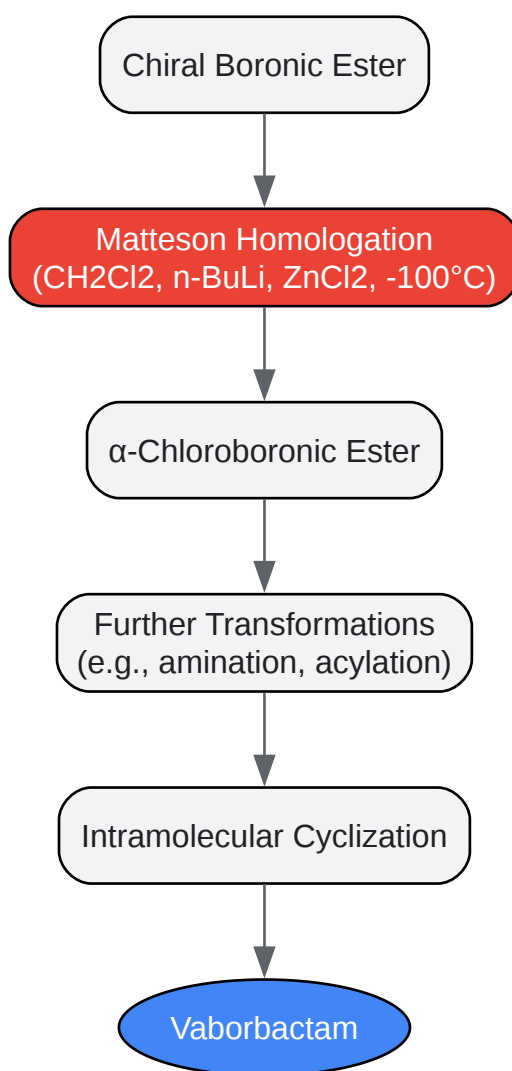 Chiral Boronic Ester
Matteson Homologation
(CH2Cl2, n-BuLi, ZnCl2, -100°C)
α-Chloroboronic Ester
Further Transformations
(e.g., amination, acylation)
Intramolecular Cyclization
Vaborbactam